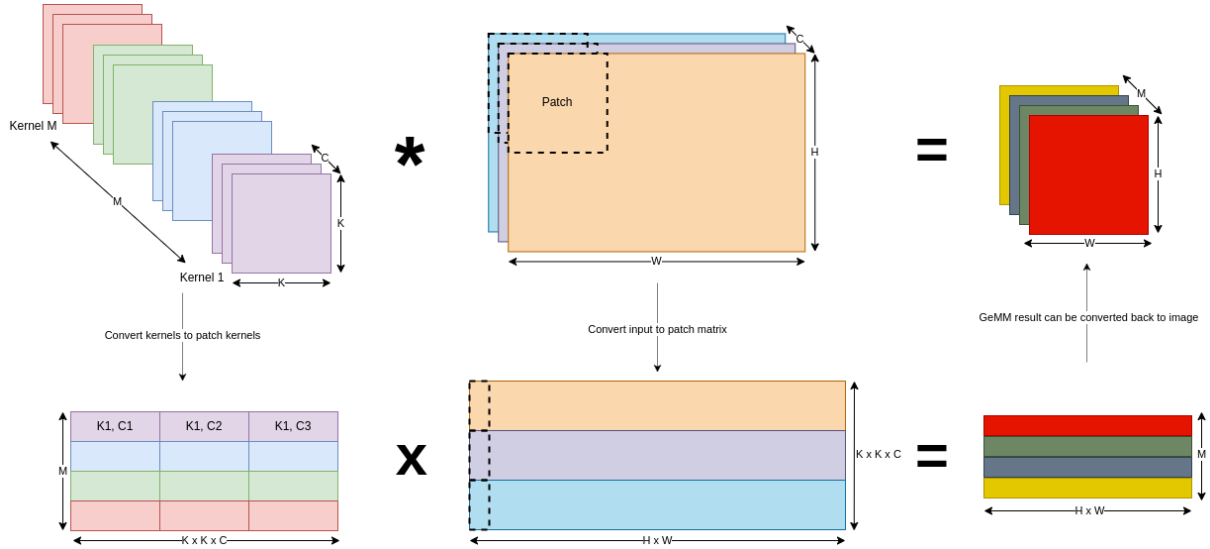 Kernel M
M
Kernel 1
C
K
K
*
Patch
C
H
W
=
M
H
W
Convert kernels to patch kernels
Convert input to patch matrix
GeMM result can be converted back to image
K1, C1
K1, C2
K1, C3
M
K x K x C
x
K x K x C
H x W
=
M
H x W